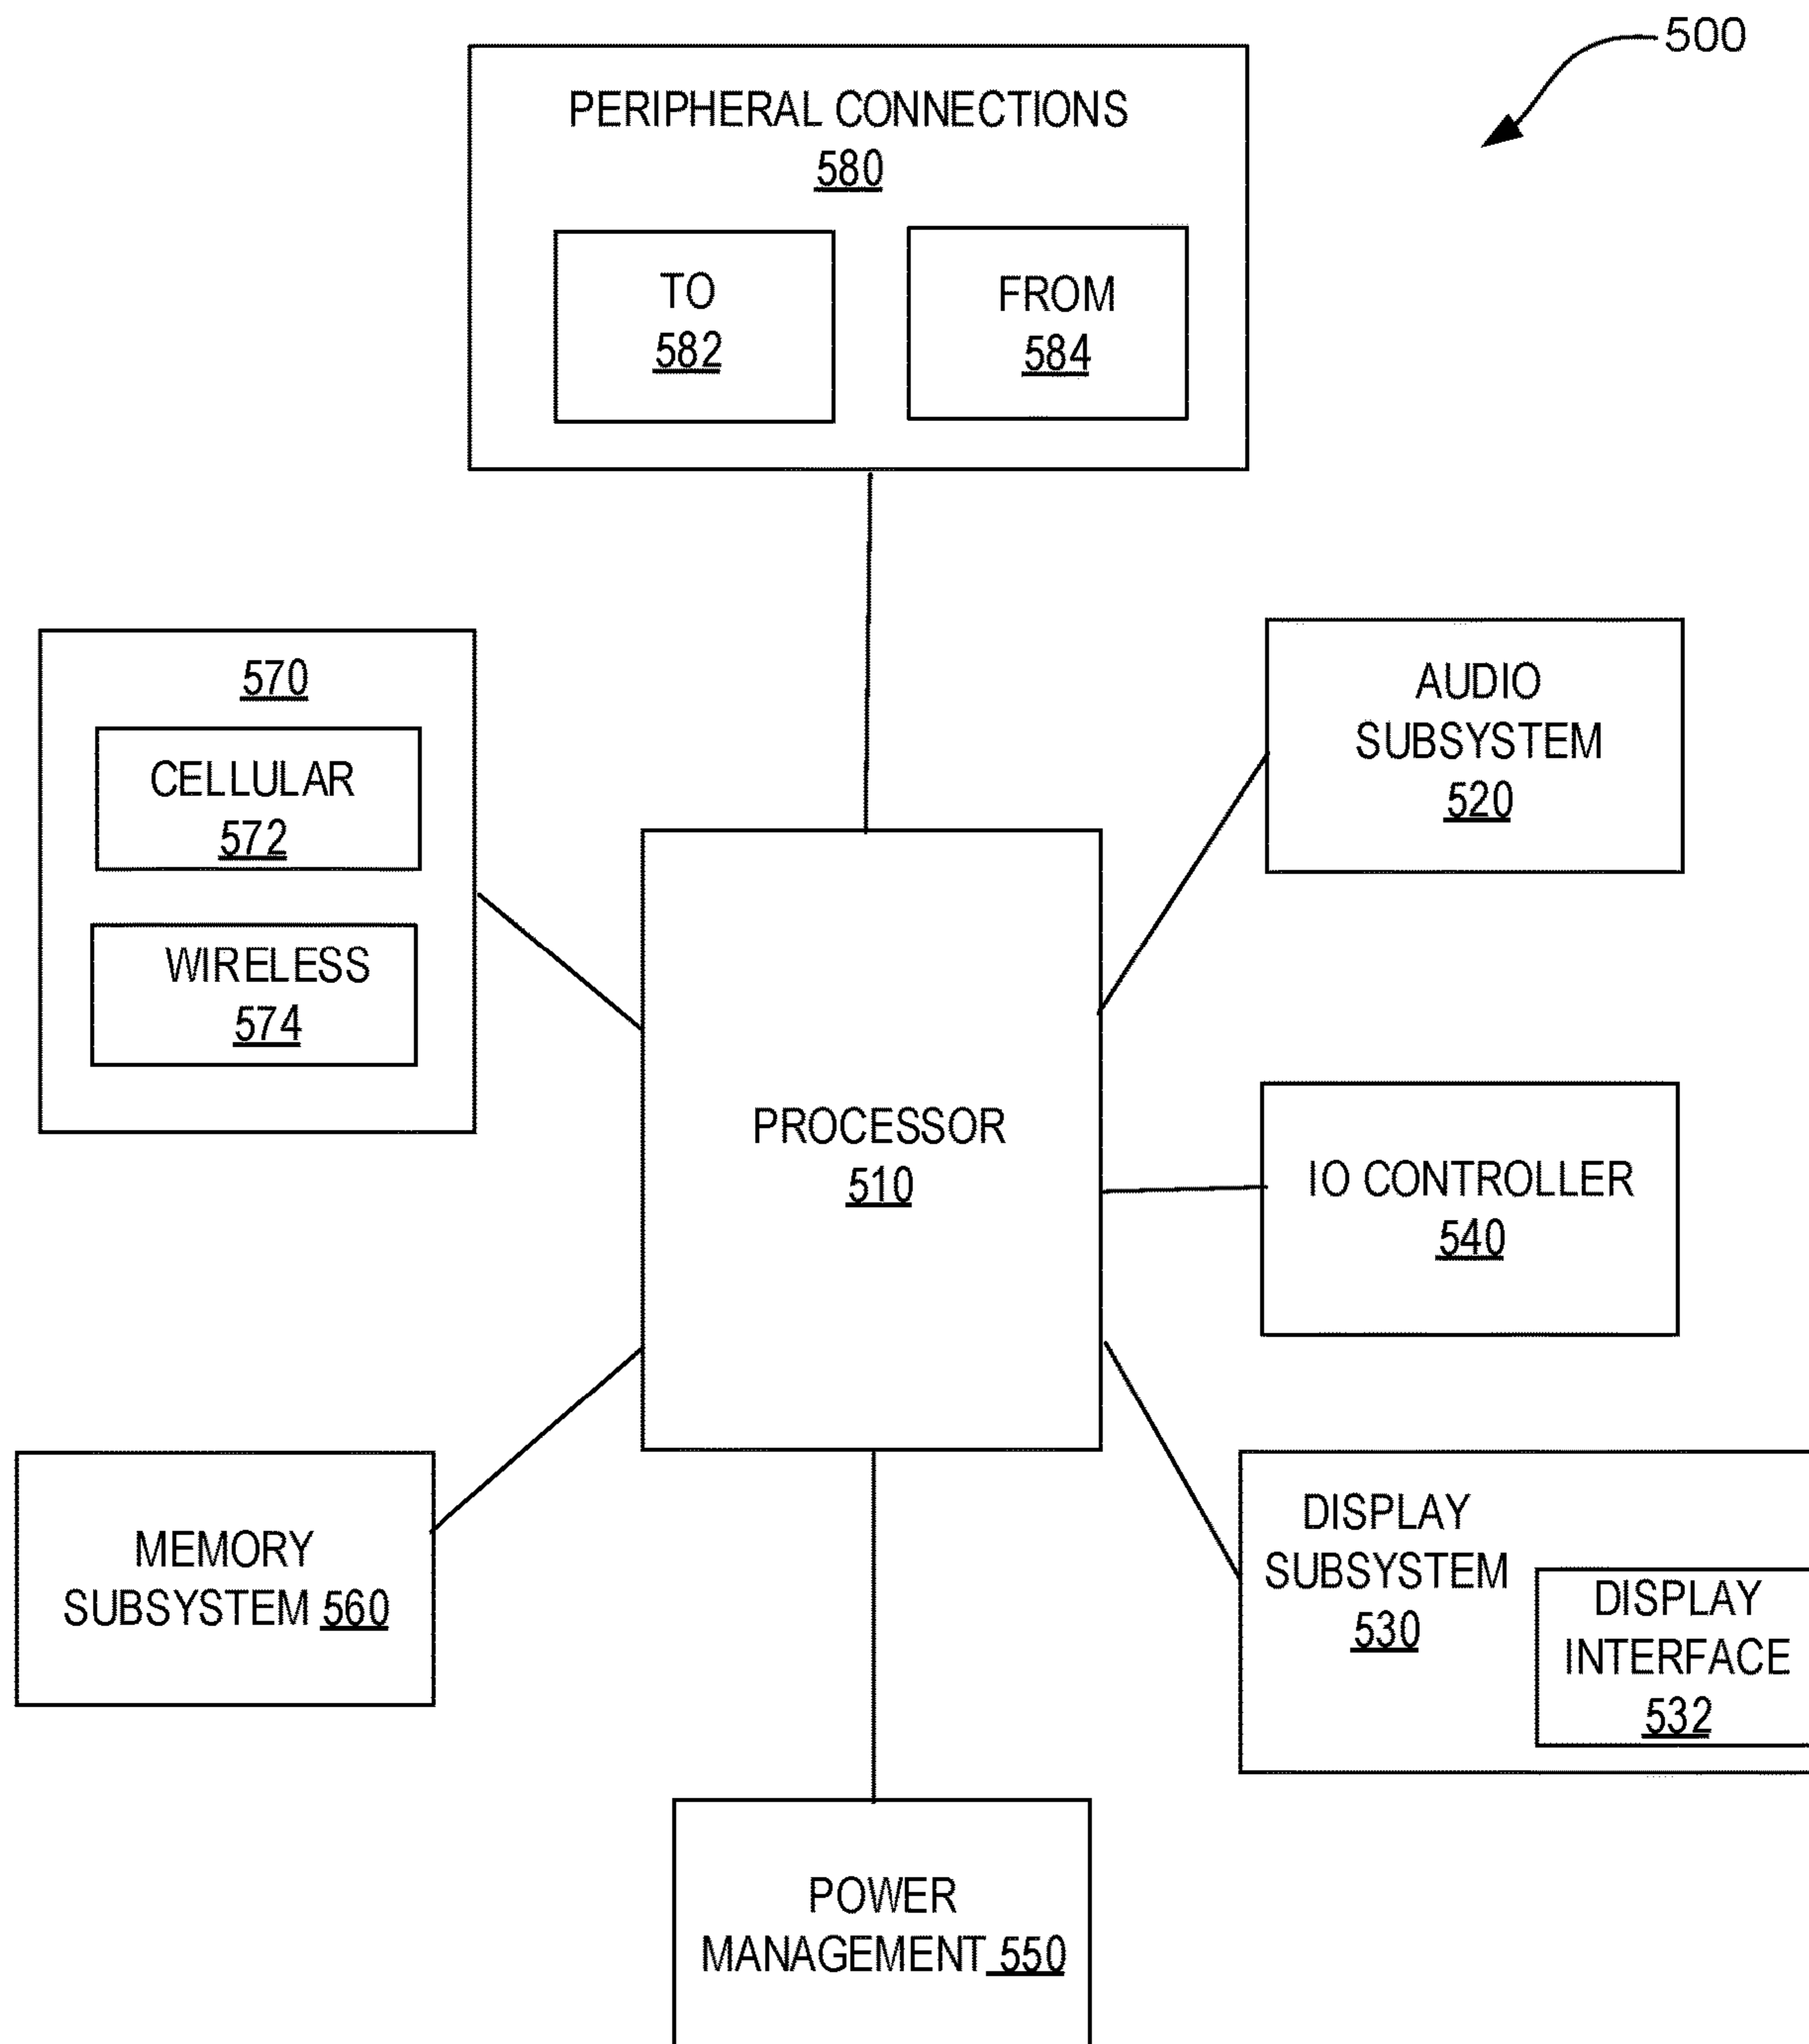 500
PERIPHERAL CONNECTIONS
580
TO
582
FROM
584
570
CELLULAR
572
WIRELESS
574
AUDIO
SUBSYSTEM
520
PROCESSOR
510
IO CONTROLLER
540
MEMORY
SUBSYSTEM 560
DISPLAY
SUBSYSTEM
530
DISPLAY
INTERFACE
532
POWER
MANAGEMENT 550